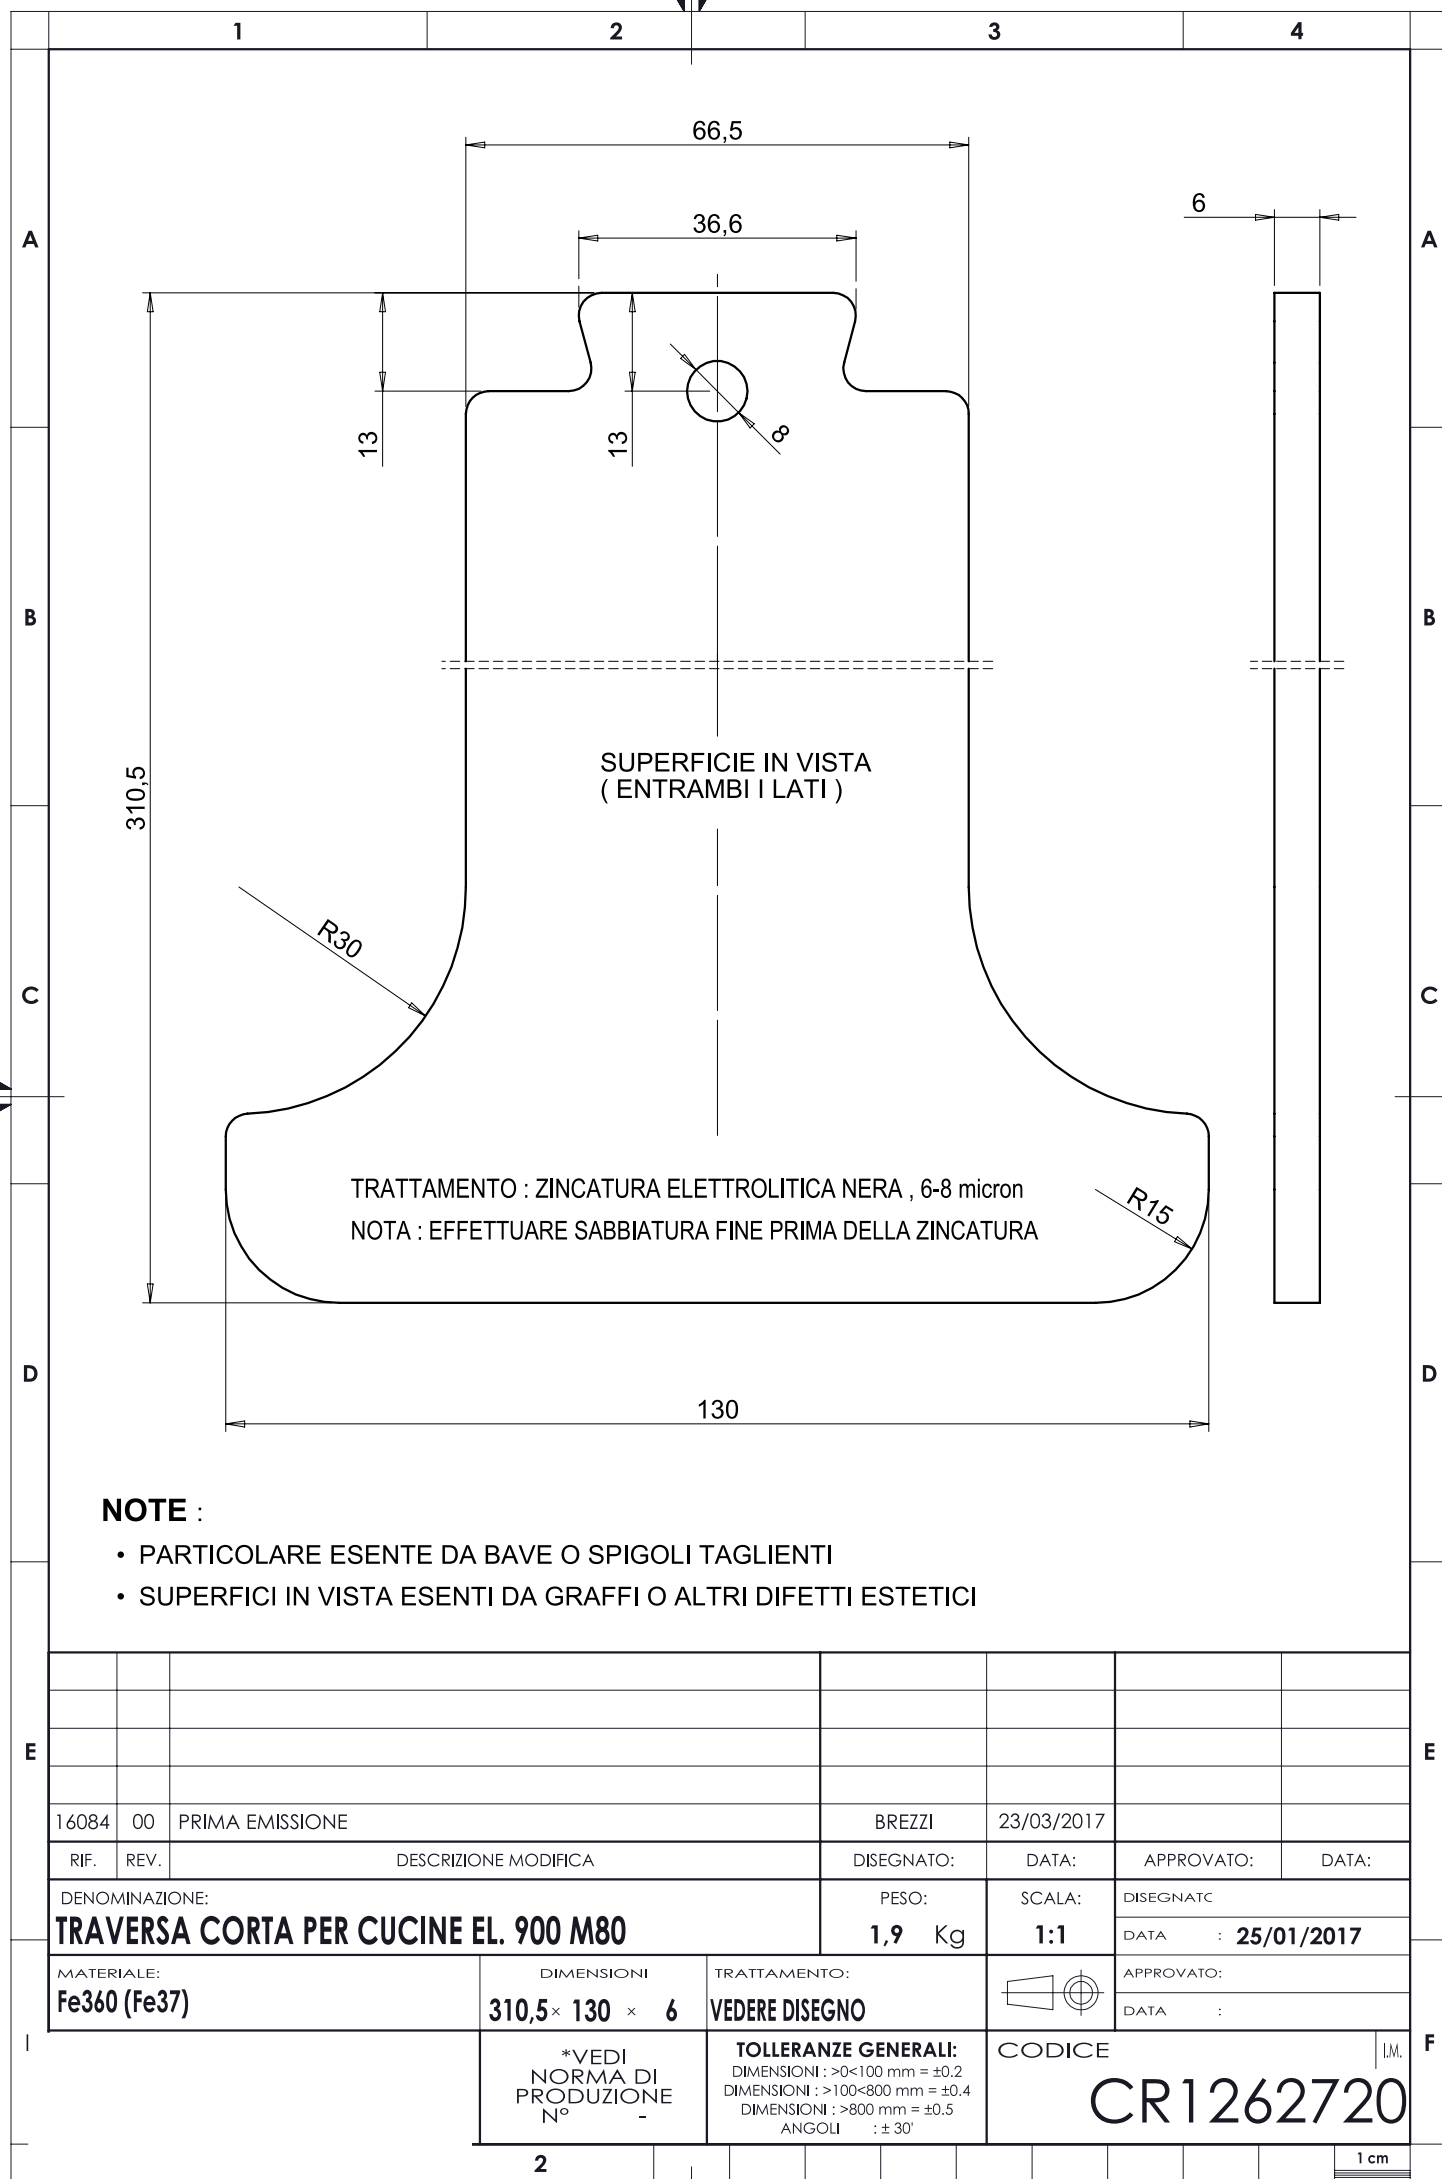 1 2 3 4
66,5
36,6
6
A A
13
13
8
B B
SUPERFICIE IN VISTA
( ENTRAMBI I LATI )
310,5
R30
C C
TRATTAMENTO : ZINCATURA ELETTROLITICA NERA , 6-8 micron
NOTA : EFFETTUARE SABBIATURA FINE PRIMA DELLA ZINCATURA
R15
D D
130
NOTE :
• PARTICOLARE ESENTE DA BAVE O SPIGOLI TAGLIENTI
• SUPERFICI IN VISTA ESENTI DA GRAFFI O ALTRI DIFETTI ESTETICI
E E
16084 00 PRIMA EMISSIONE BREZZI 23/03/2017
RIF. REV. DESCRIZIONE MODIFICA DISEGNATO: DATA: APPROVATO: DATA:
DENOMINAZIONE:
TRAVERSA CORTA PER CUCINE EL. 900 M80
PESO:
1,9 Kg
SCALA:
1:1
DISEGNATO
DATA : 25/01/2017
MATERIALE:
Fe360 (Fe37)
DIMENSIONI
310,5 × 130 × 6
TRATTAMENTO:
VEDERE DISEGNO
APPROVATO:
DATA :
*VEDI
NORMA DI
PRODUZIONE
N° -
TOLLERANZE GENERALI:
DIMENSIONI : >0<100 mm = ±0.2
DIMENSIONI : >100<800 mm = ±0.4
DIMENSIONI : >800 mm = ±0.5
ANGOLI : ± 30'
CODICE
I.M.
CR1262720
F
2
1 cm